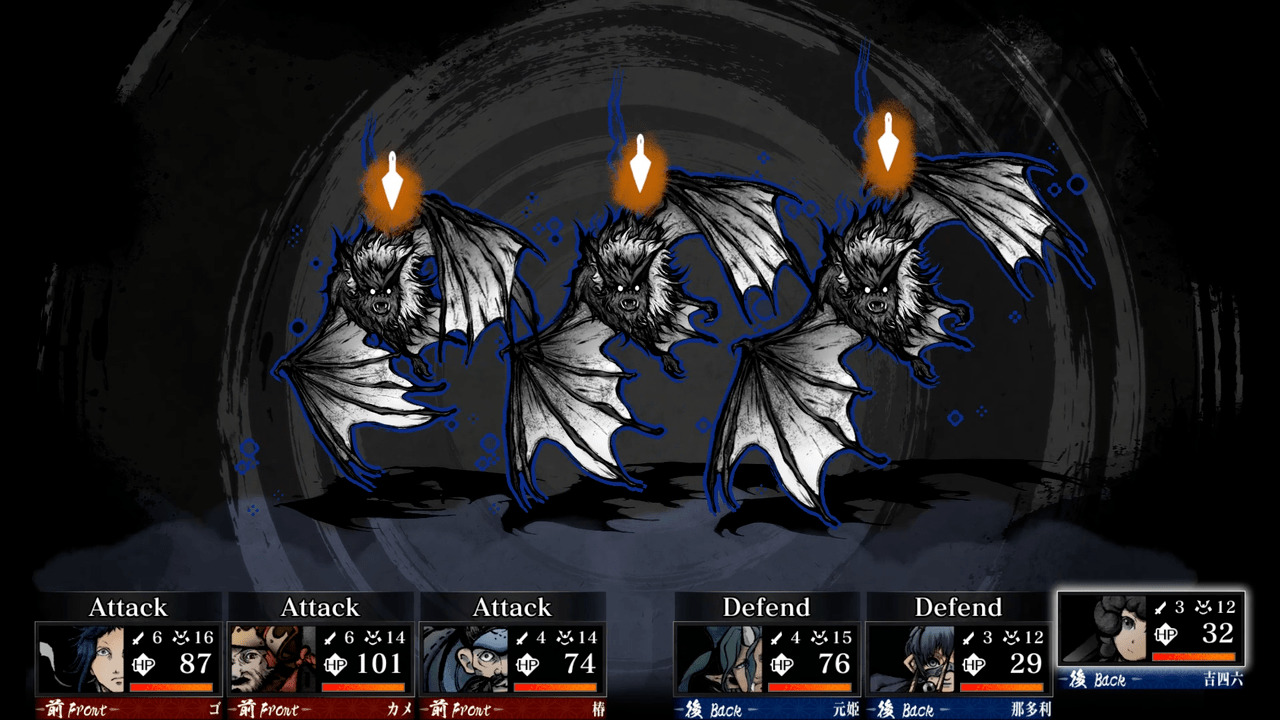 Attack
6 16
HP 87
前 Front ゴ
Attack
6 14
HP 101
前 Front カメ
Attack
4 14
HP 74
前 Front 椿
Defend
4 15
HP 76
後 Back 元姫
Defend
3 12
HP 29
後 Back 那多利
3 12
HP 32
後 Back 吉四六